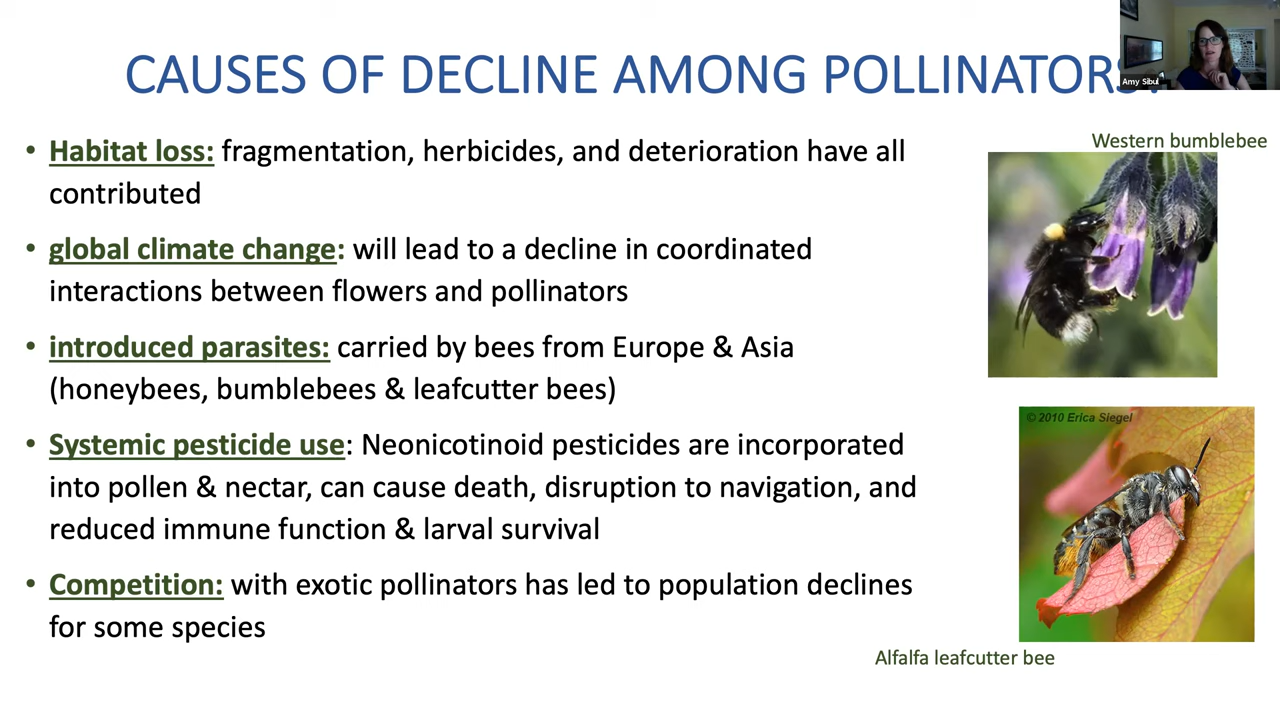 CAUSES OF DECLINE AMONG POLLINATORS?
Amy Sibul
Western bumblebee
• Habitat loss: fragmentation, herbicides, and deterioration have all
contributed
• global climate change: will lead to a decline in coordinated
interactions between flowers and pollinators
• introduced parasites: carried by bees from Europe & Asia
(honeybees, bumblebees & leafcutter bees)
© 2010 Erica Siegel
• Systemic pesticide use: Neonicotinoid pesticides are incorporated
into pollen & nectar, can cause death, disruption to navigation, and
reduced immune function & larval survival
• Competition: with exotic pollinators has led to population declines
for some species
Alfalfa leafcutter bee